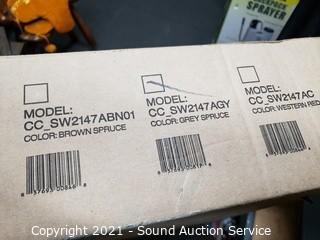 BACKPACK
SPRAYER
MODEL:
CC_SW2147ABN01
COLOR: BROWN SPRUCE
MODEL:
CC_SW2147AGY
COLOR: GREY SPRUCE
MODEL:
CC_SW2147AC
COLOR: WESTERN RED
Copyright 2021 - Sound Auction Service